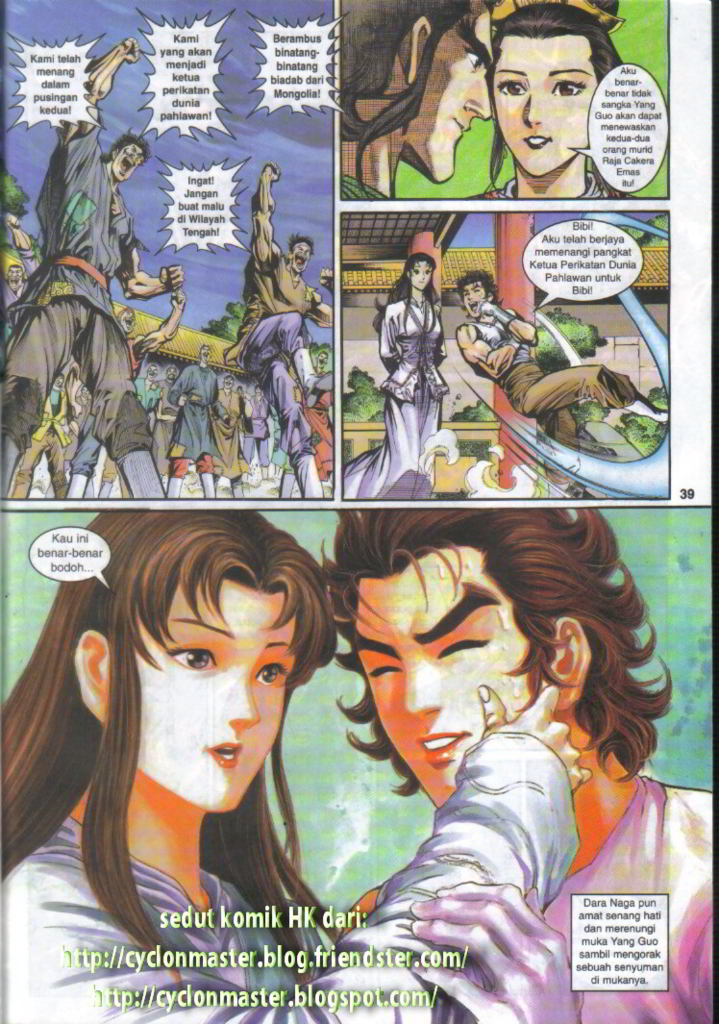 Kami telah
menang
dalam
pusingan
kedua!
Kami
yang akan
menjadi
ketua
perikatan
dunia
pahlawan!
Berambus
binatang-
binatang
biadab dari
Mongolia!
Ingat!
Jangan
buat malu
di Wilayah
Tengah!
Aku
benar-
benar tidak
sangka Yang
Guo akan dapat
menewaskan
kedua-dua
orang murid
Raja Cakera
Emas
itu!
Bibi!
Aku telah berjaya
memenangi pangkat
Ketua Perikatan Dunia
Pahlawan untuk
Bibi!
39
Kau ini
benar-benar
bodoh...
Dara Naga pun
amat senang hati
dan merenungi
muka Yang Guo
sambil mengorak
sebuah senyuman
di mukanya.
sedut komik HK dari:
http://cyclonmaster.blog.friendster.com/
http://cyclonmaster.blogspot.com/